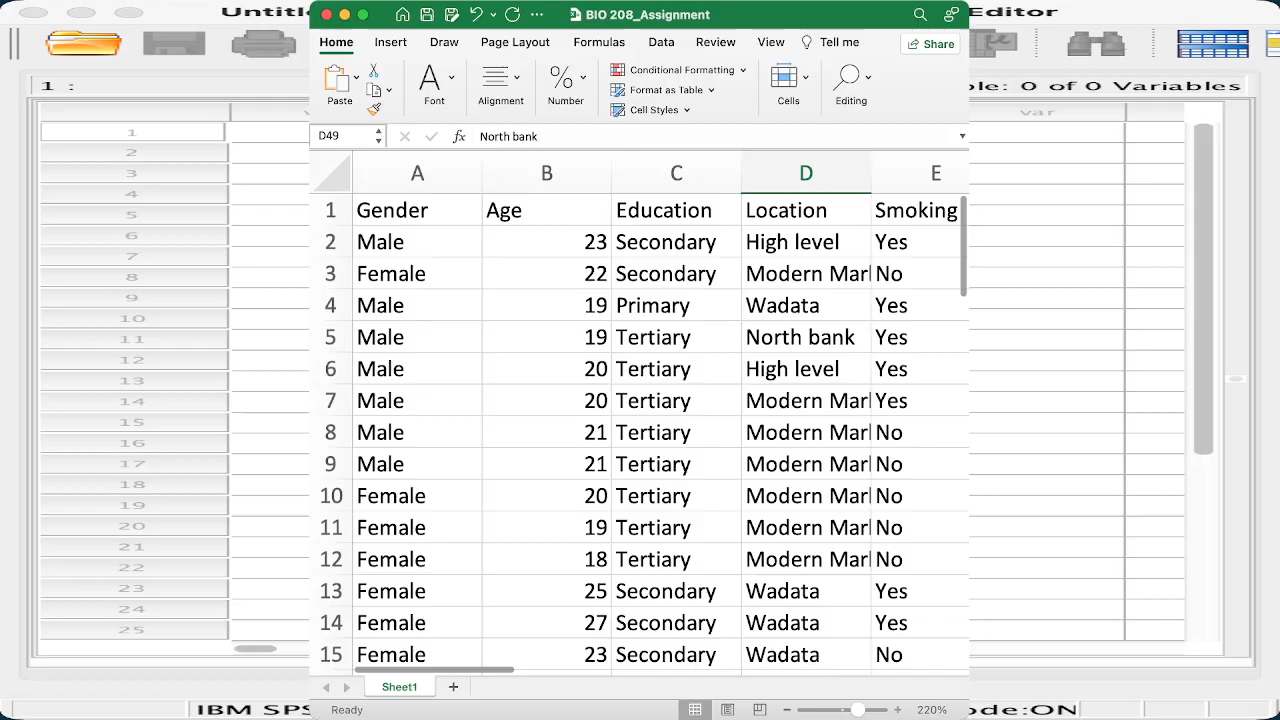 Untitl
BIO 208_Assignment
Editor
Home Insert Draw Page Layout Formulas Data Review View Tell me Share
Paste Font Alignment Number Conditional Formatting Format as Table Cell Styles Cells Editing
1 :
le: 0 of 0 Variables
D49 fx North bank
var
A B C D E
1 Gender Age Education Location Smoking
2 Male 23 Secondary High level Yes
3 Female 22 Secondary Modern Mar No
4 Male 19 Primary Wadata Yes
5 Male 19 Tertiary North bank Yes
6 Male 20 Tertiary High level Yes
7 Male 20 Tertiary Modern Mar Yes
8 Male 21 Tertiary Modern Mar No
9 Male 21 Tertiary Modern Mar No
10 Female 20 Tertiary Modern Mar No
11 Female 19 Tertiary Modern Mar No
12 Female 18 Tertiary Modern Mar No
13 Female 25 Secondary Wadata Yes
14 Female 27 Secondary Wadata Yes
15 Female 23 Secondary Wadata No
1
2
3
4
5
6
7
8
9
10
11
12
13
14
15
16
17
18
19
20
21
22
23
24
25
Sheet1
Ready 220%
IBM SPS
ode:ON